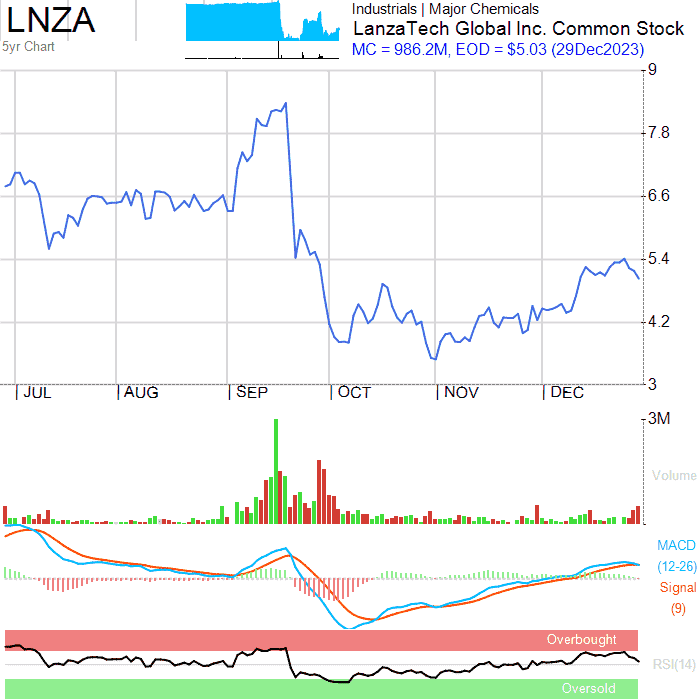 LNZA
5yr Chart
Industrials | Major Chemicals
LanzaTech Global Inc. Common Stock
MC = 986.2M, EOD = $5.03 (29Dec2023)
9
7.8
6.6
5.4
4.2
3
JUL AUG SEP OCT NOV DEC
3M
Volume
MACD
(12-26)
Signal
(9)
Overbought
RSI(14)
Oversold